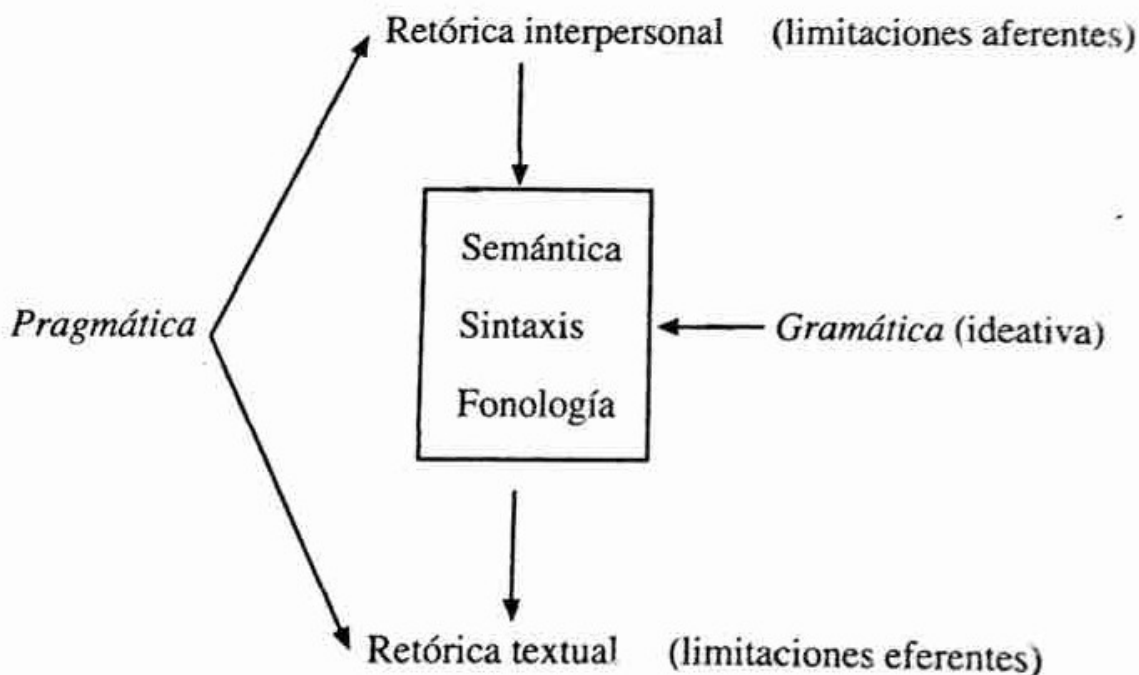 Retórica interpersonal (limitaciones aferentes)
Semántica
Pragmática
Sintaxis
Gramática (ideativa)
Fonología
Retórica textual (limitaciones eferentes)